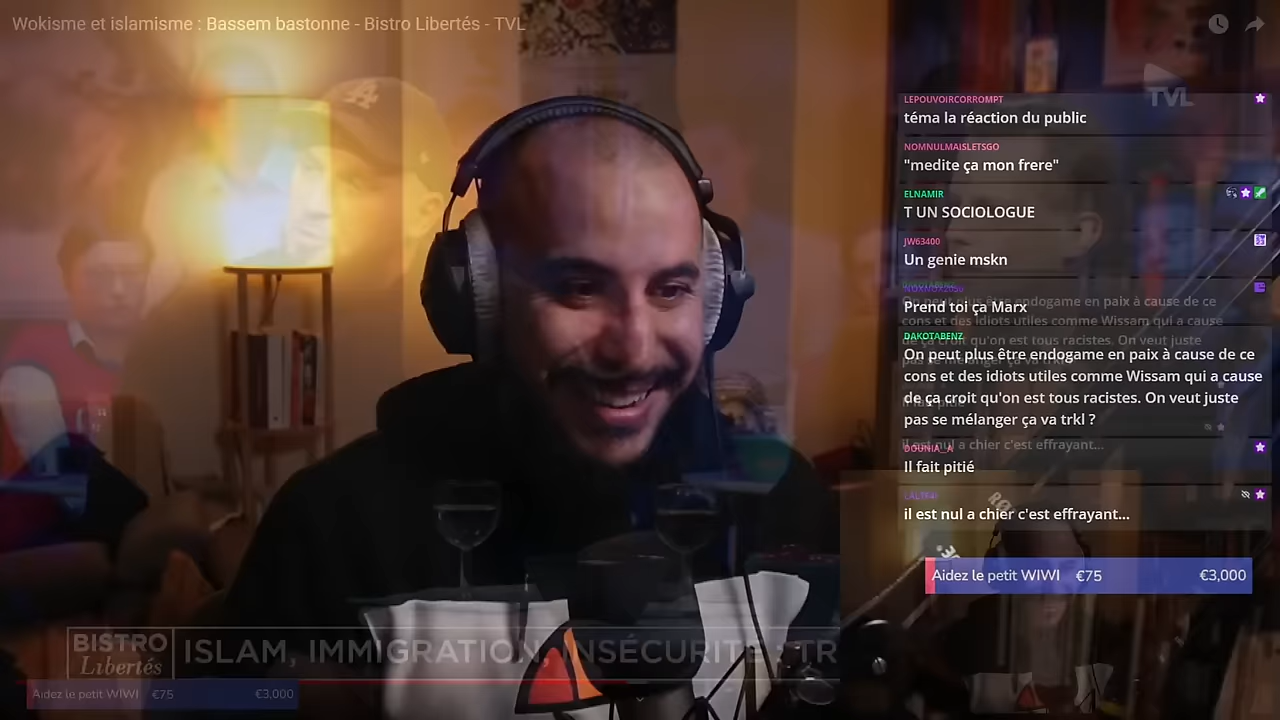 Wokisme et islamisme : Bassem bastonne - Bistro Libertés - TVL
TVL
LEPOUVOIRCORROMPT
téma la réaction du public
NOMNULMAISLETSGO
"medite ça mon frere"
ELNAMIR
T UN SOCIOLOGUE
JW63400
Un genie mskn
Prend toi ça Marx
DAKOTABENZ
On peut plus être endogame en paix à cause de ce
cons et des idiots utiles comme Wissam qui a cause
de ça croit qu'on est tous racistes. On veut juste
pas se mélanger ça va trkl ?
DOUNIA_A
Il fait pitié
il est nul a chier c'est effrayant...
Aidez le petit WIWI €75 €3,000
BISTRO
Libertés
ISLAM, IMMIGRATION, INSÉCURITÉ : TR
Aidez le petit WIWI €75 €3,000